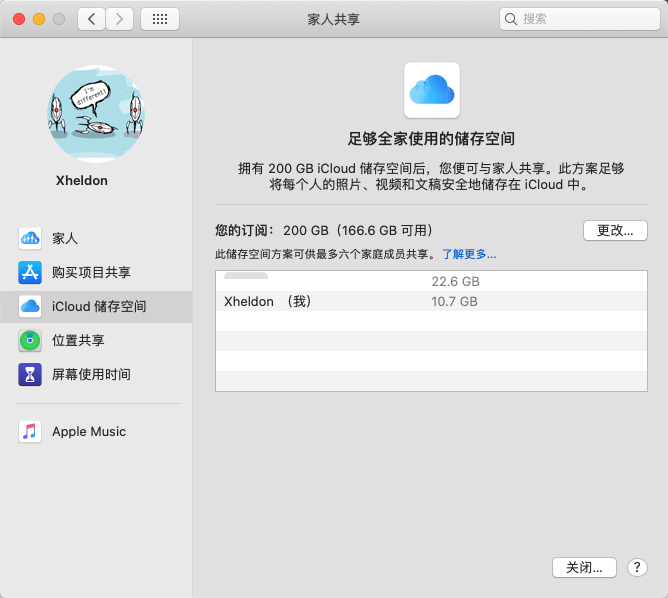 家人共享
搜索
I'm
different!
Xheldon
家人
购买项目共享
iCloud 储存空间
位置共享
屏幕使用时间
Apple Music
足够全家使用的储存空间
拥有 200 GB iCloud 储存空间后，您便可与家人共享。此方案足够
将每个人的照片、视频和文稿安全地储存在 iCloud 中。
您的订阅： 200 GB（166.6 GB 可用）
更改...
此储存空间方案可供最多六个家庭成员共享。 了解更多...
22.6 GB
Xheldon （我） 10.7 GB
关闭...
?